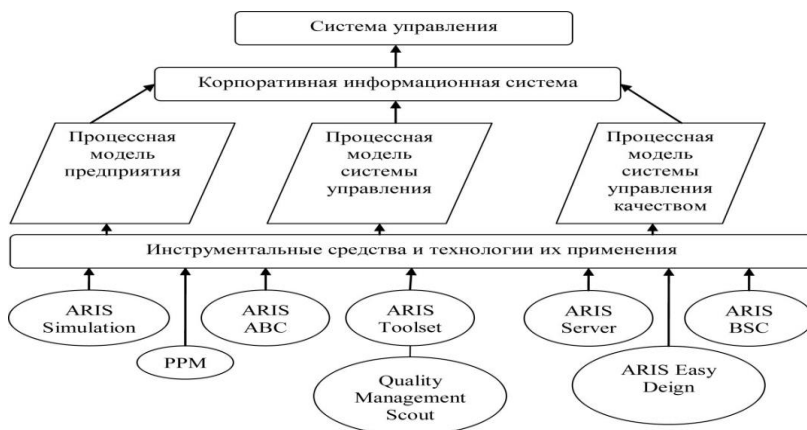 Система управления
Корпоративная информационная система
Процессная
модель
предприятия
Процессная
модель
системы
управления
Процессная
модель
системы
управления
качеством
Инструментальные средства и технологии их применения
ARIS
Simulation
PPM
ARIS
ABC
ARIS
Toolset
Quality
Management
Scout
ARIS
Server
ARIS Easy
Deign
ARIS
BSC